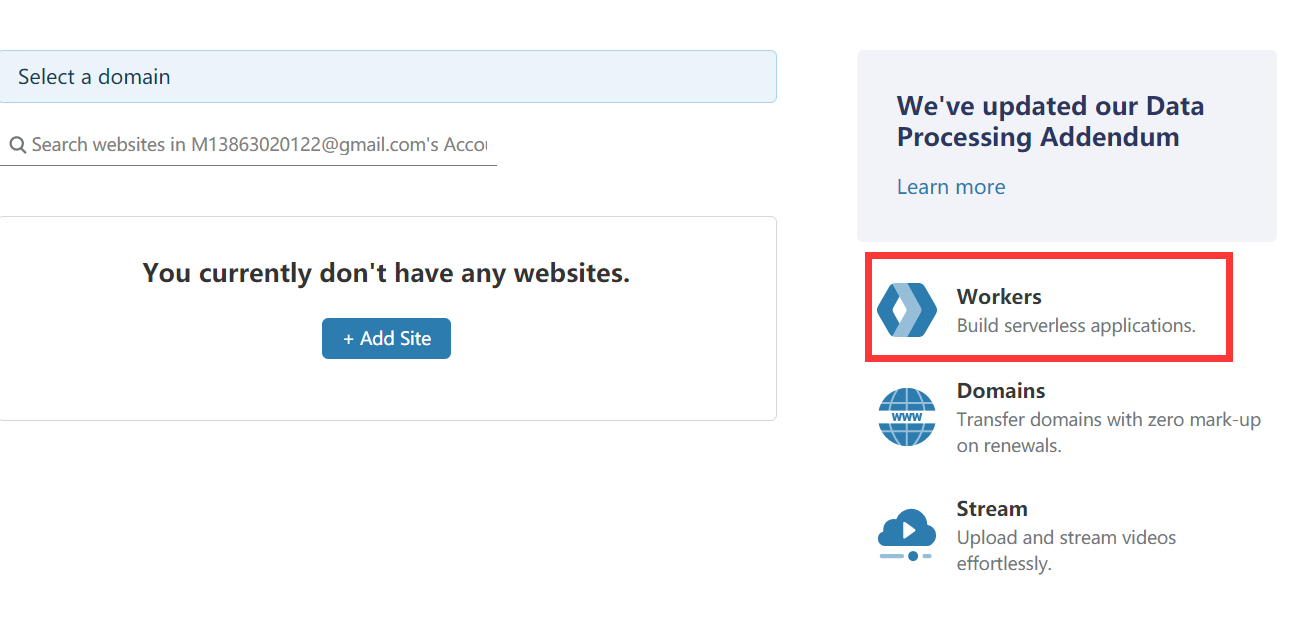 Select a domain
Search websites in M13863020122@gmail.com's Accou
You currently don't have any websites.
+ Add Site
We've updated our Data
Processing Addendum
Learn more
Workers
Build serverless applications.
Domains
www
Transfer domains with zero mark-up
on renewals.
Stream
Upload and stream videos
effortlessly.